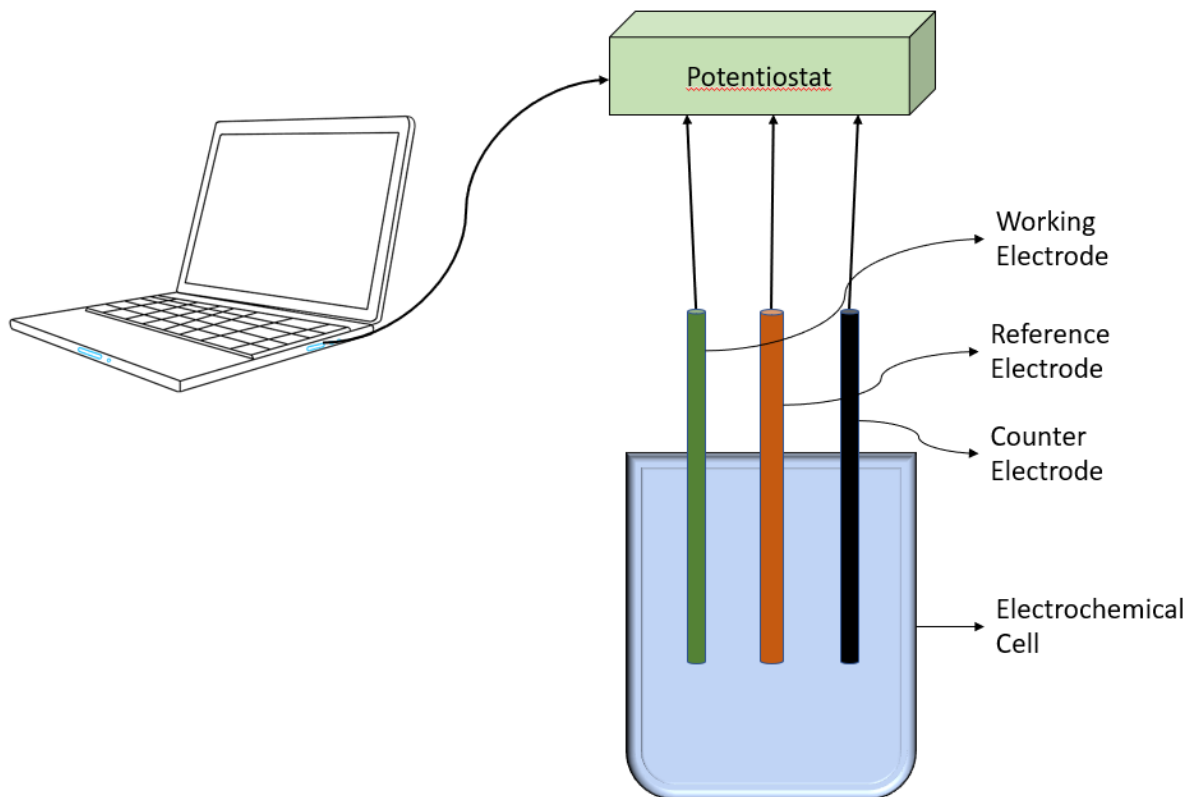 Potentiostat
Working
Electrode
Reference
Electrode
Counter
Electrode
Electrochemical
Cell